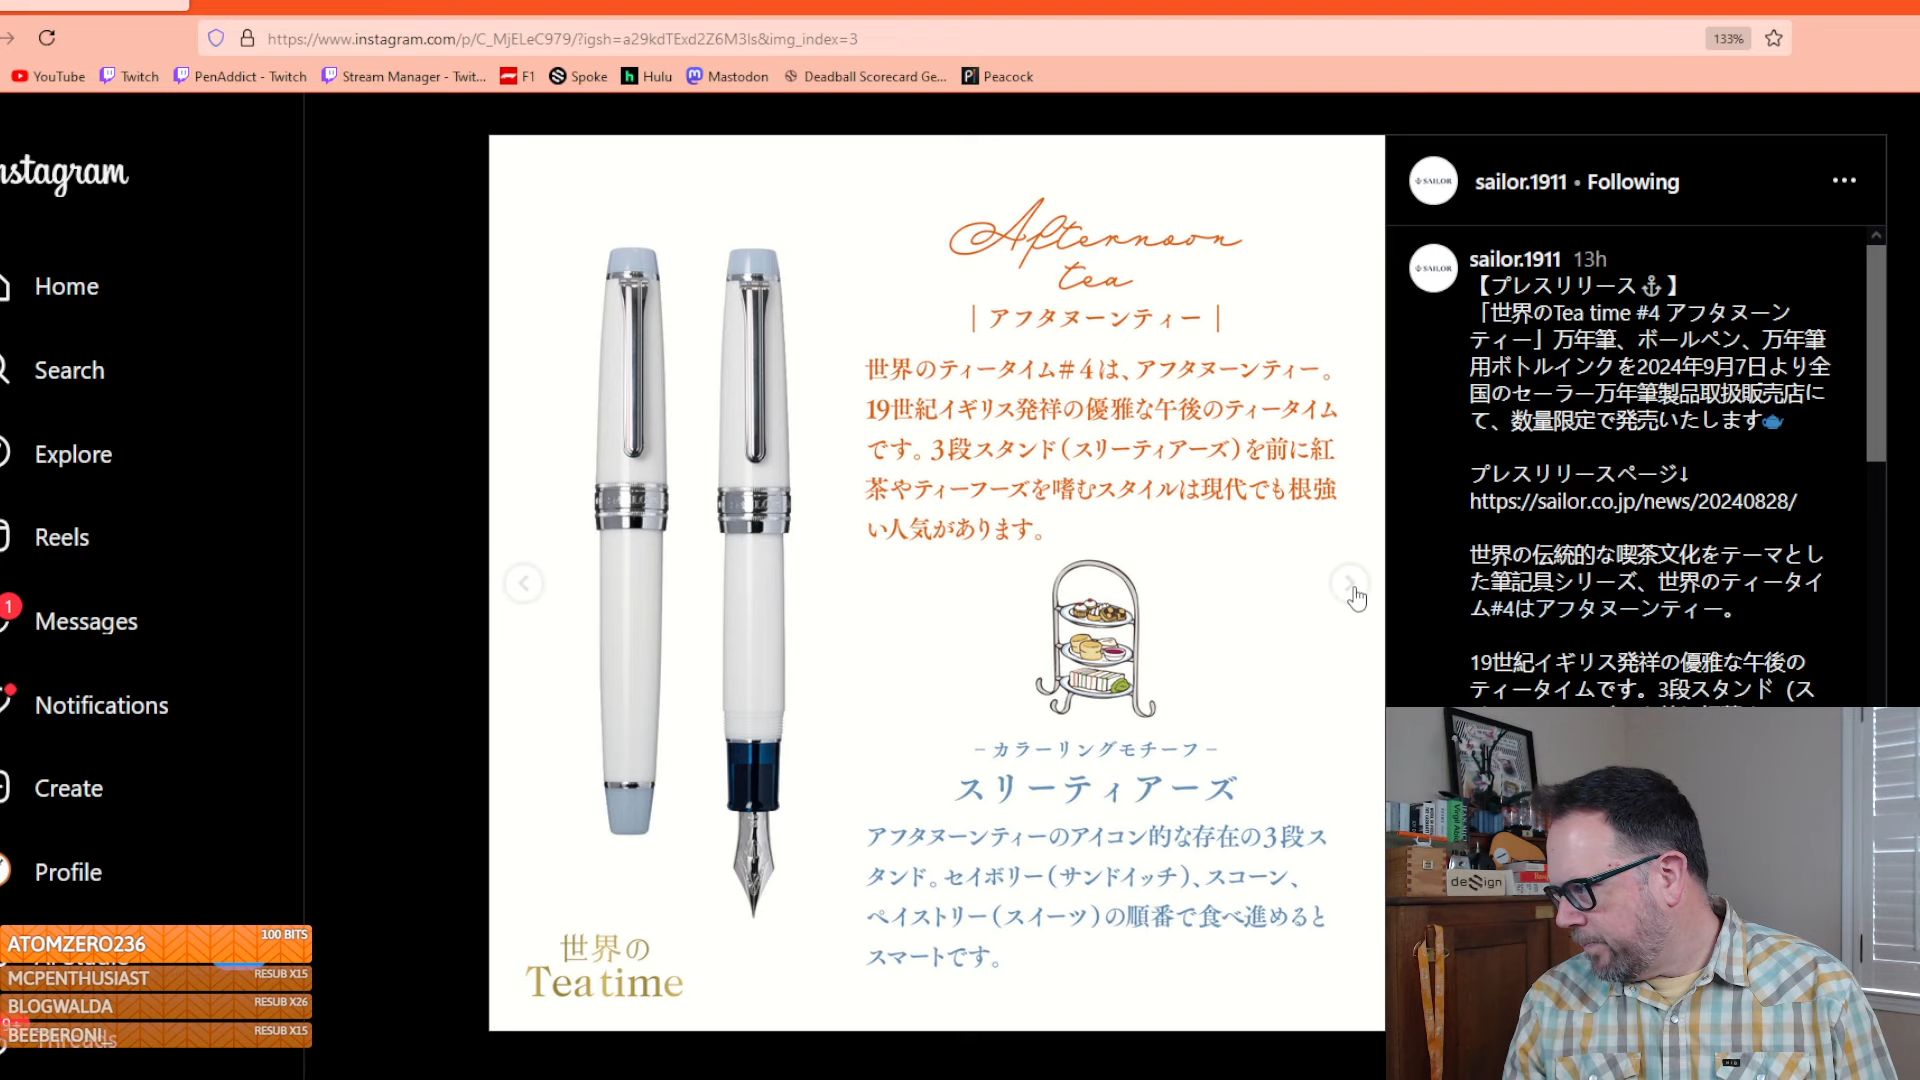 https://www.instagram.com/p/C_MjELeC979/?igsh=a29kdTExd2Z6M3ls&img_index=3
133%
YouTube
Twitch
PenAddict - Twitch
Stream Manager - Twit...
F1
Spoke
Hulu
Mastodon
Deadball Scorecard Ge...
Peacock
nstagram
Home
Search
Explore
Reels
1
Messages
Notifications
Create
Profile
ATOMZERO236
100 BITS
MCPENTHUSIAST
RESUB X15
BLOGWALDA
RESUB X26
BEEBERONI_
RESUB X15
Afternoon
tea
| アフタヌーンティー |
世界のティータイム#4は、アフタヌーンティー。
19世紀イギリス発祥の優雅な午後のティータイム
です。3段スタンド(スリーティアーズ)を前に紅
茶やティーフーズを嗜むスタイルは現代でも根強
い人気があります。
– カラーリングモチーフ –
スリーティアーズ
アフタヌーンティーのアイコン的な存在の3段ス
タンド。セイボリー(サンドイッチ)、スコーン、
ペイストリー(スイーツ)の順番で食べ進めると
スマートです。
世界の
Tea time
SAILOR
sailor.1911 • Following
SAILOR
sailor.1911 13h
【プレスリリース⚓】
「世界のTea time #4 アフタヌーン
ティー」万年筆、ボールペン、万年筆
用ボトルインクを2024年9月7日より全
国のセーラー万年筆製品取扱販売店に
て、数量限定で発売いたします🫖
プレスリリースページ↓
https://sailor.co.jp/news/20240828/
世界の伝統的な喫茶文化をテーマとし
た筆記具シリーズ、世界のティータイ
ム#4はアフタヌーンティー。
19世紀イギリス発祥の優雅な午後の
ティータイムです。3段スタンド（ス